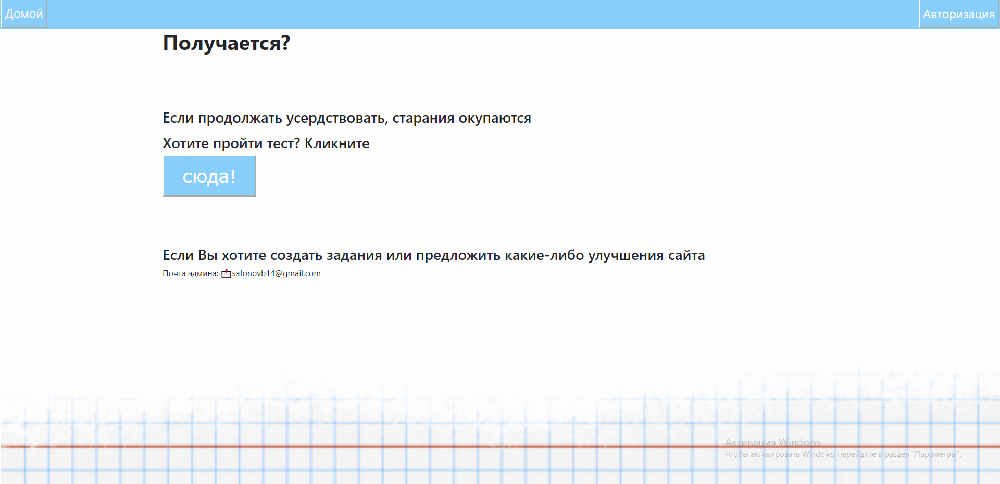 Домой
Авторизация
Получается?
Если продолжать усердствовать, старания окупаются
Хотите пройти тест? Кликните
сюда!
Если Вы хотите создать задания или предложить какие-либо улучшения сайта
Почта админа: 📩safonovb14@gmail.com
Активация Windows
Чтобы активировать Windows, перейдите в раздел "Параметры".